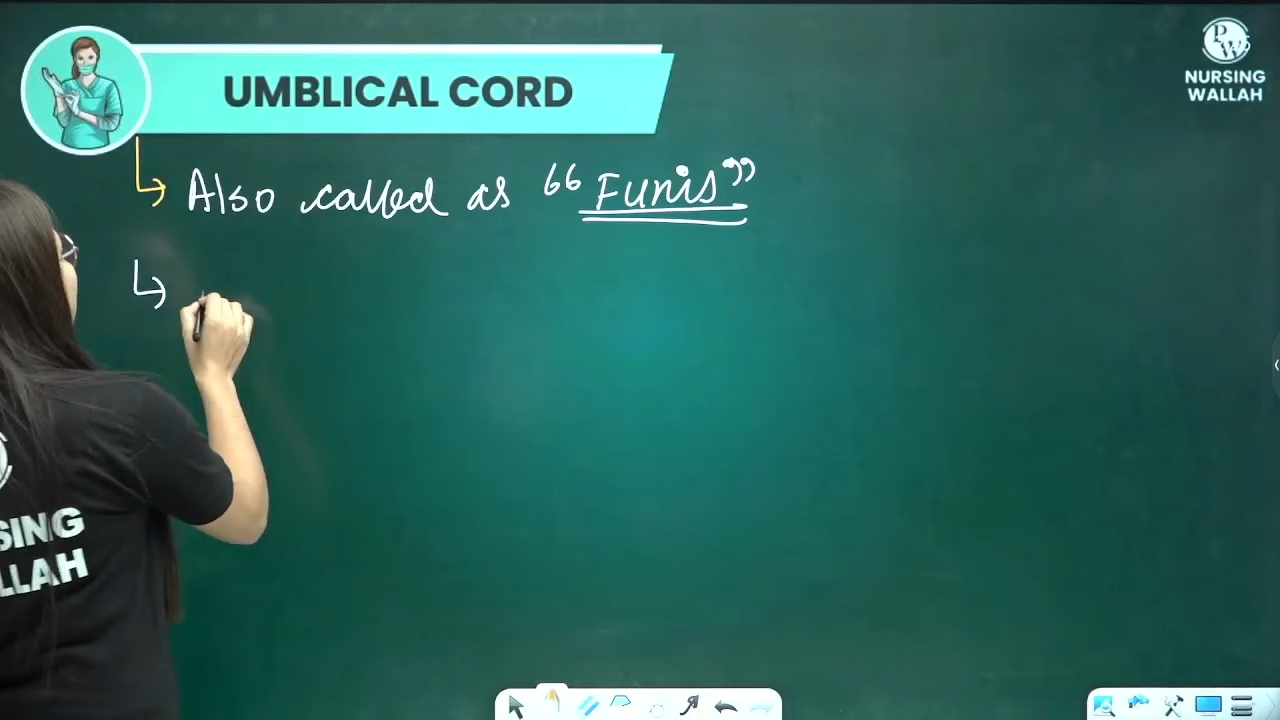 UMBLICAL CORD
NURSING
WALLAH
Also called as "Funis"
SING
LLAH